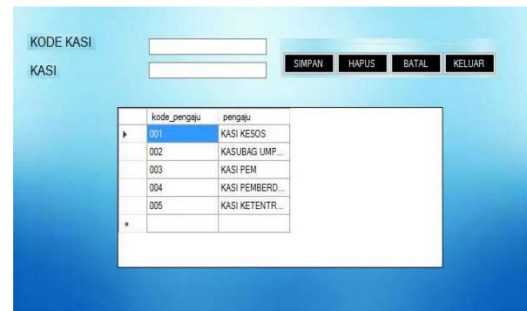 KODE KASI
KASI
SIMPAN HAPUS BATAL KELUAR
kode_pengaju pengaju
001 KASI KESOS
002 KASUBAG UMP...
003 KASI PEM
004 KASI PEMBERD...
005 KASI KETENTR...